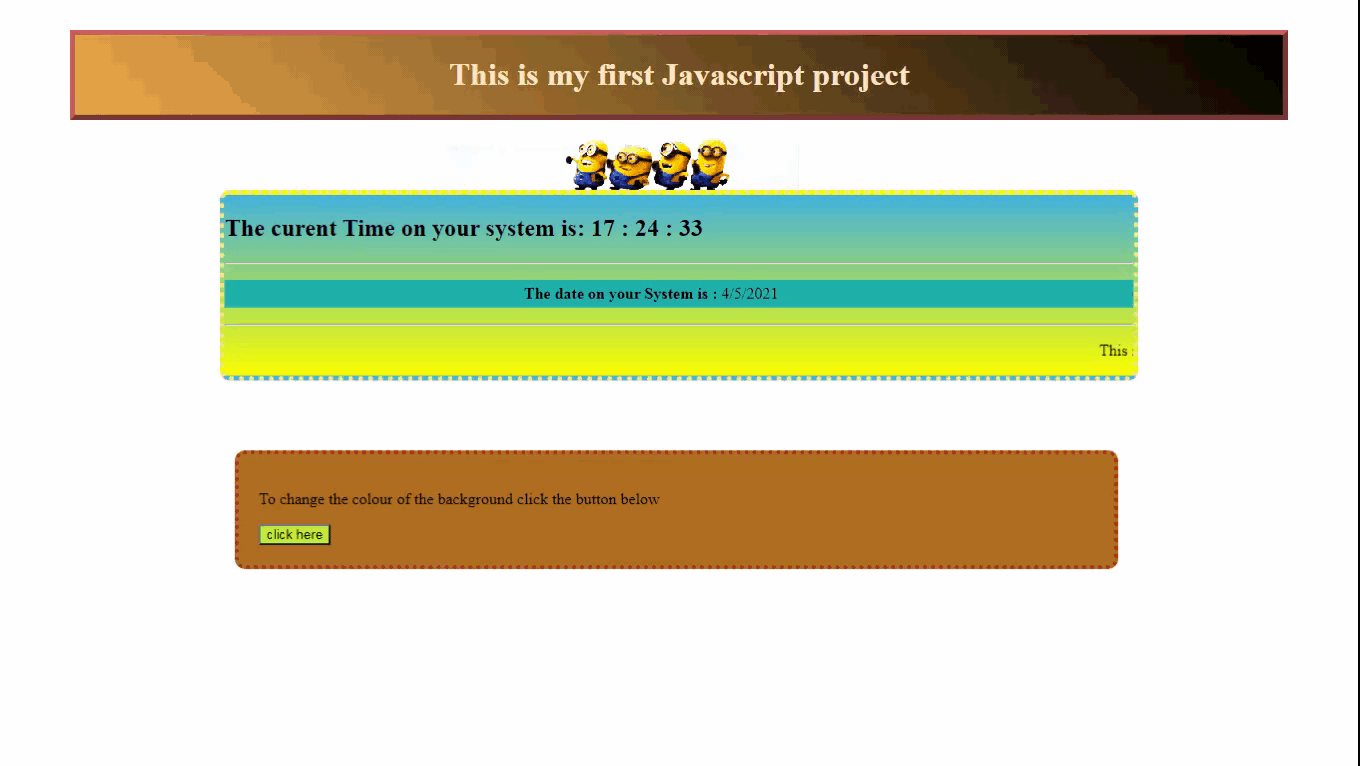 This is my first Javascript project
The curent Time on your system is: 17 : 24 : 33
The date on your System is : 4/5/2021
This
To change the colour of the background click the button below
click here